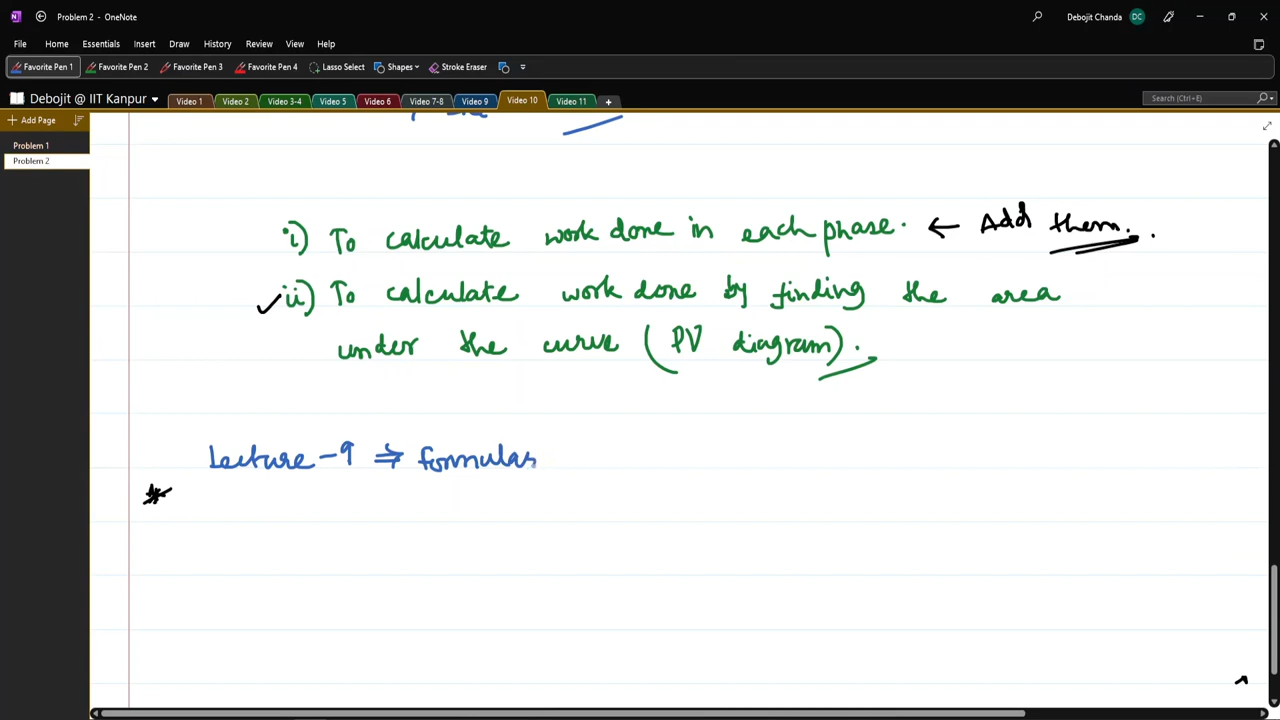 Problem 2 - OneNote
Debojit Chanda DC
File Home Essentials Insert Draw History Review View Help
Favorite Pen 1 Favorite Pen 2 Favorite Pen 3 Favorite Pen 4 Lasso Select Shapes Stroke Eraser
Debojit @ IIT Kanpur Video 1 Video 2 Video 3-4 Video 5 Video 6 Video 7-8 Video 9 Video 10 Video 11 + Search (Ctrl+E)
+ Add Page
Problem 1
Problem 2
i) To calculate work done in each phase. ← Add them.
✓ii) To calculate work done by finding the area
under the curve (PV diagram).
Lecture-9 ⇒ formulas